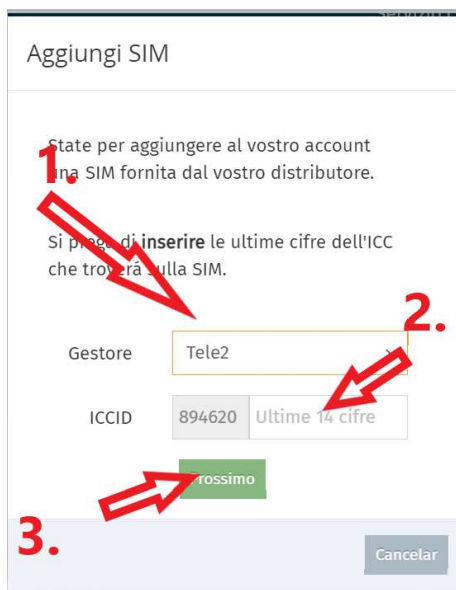 Aggiungi SIM
1.
State per aggiungere al vostro account
una SIM fornita dal vostro distributore.
Si prega di inserire le ultime cifre dell'ICC
che troverá sulla SIM.
2.
Gestore Tele2
ICCID 894620 Ultime 14 cifre
Prossimo
3.
Cancelar